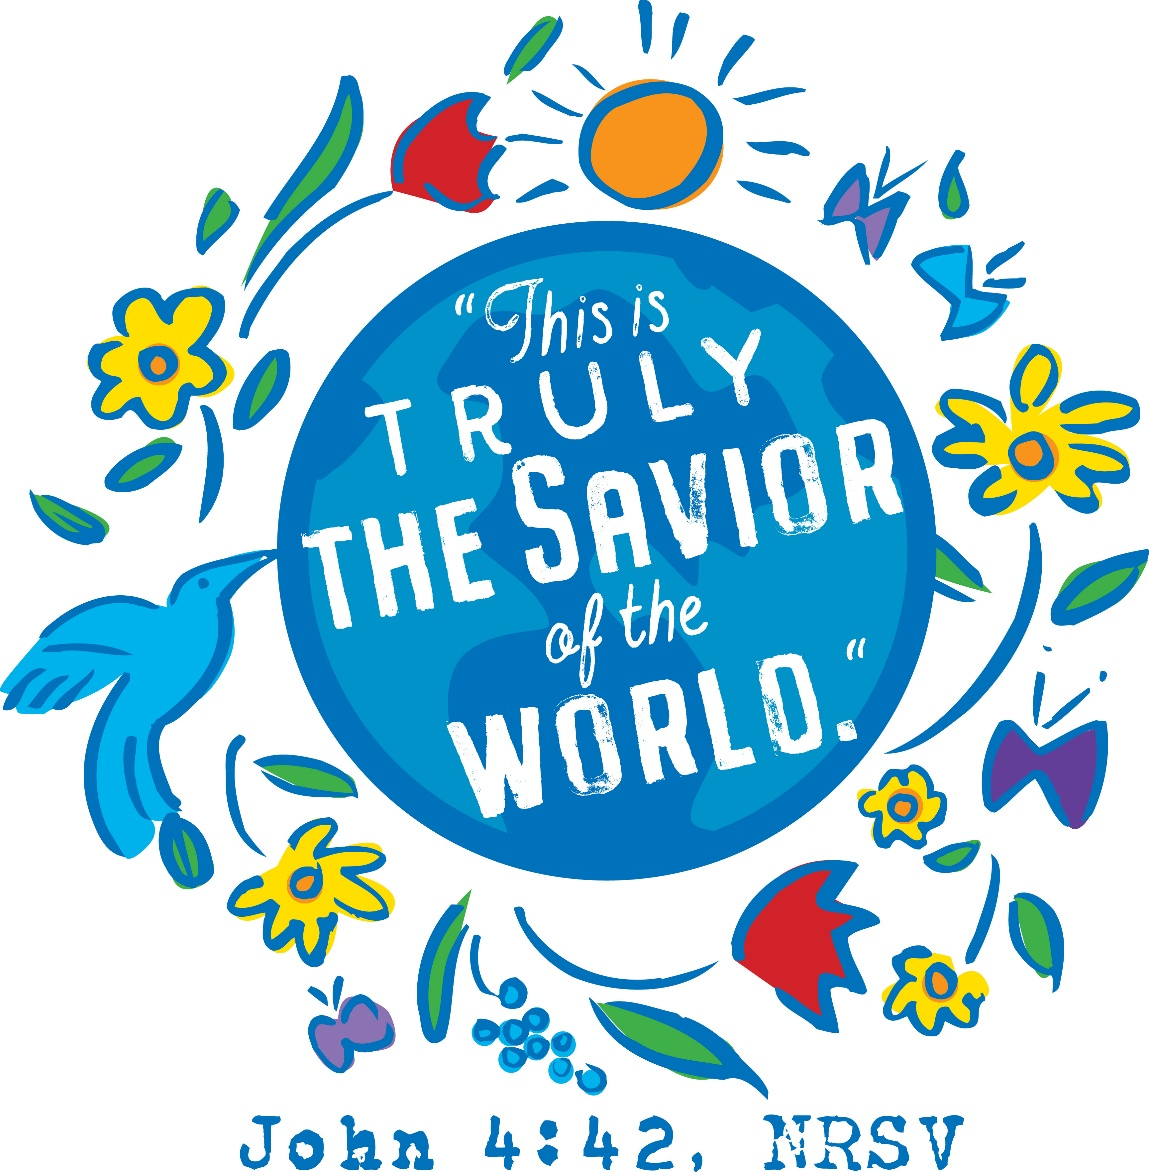 “This is
TRULY
THE SAVIOR
of the
WORLD.“
John 4:42, NRSV